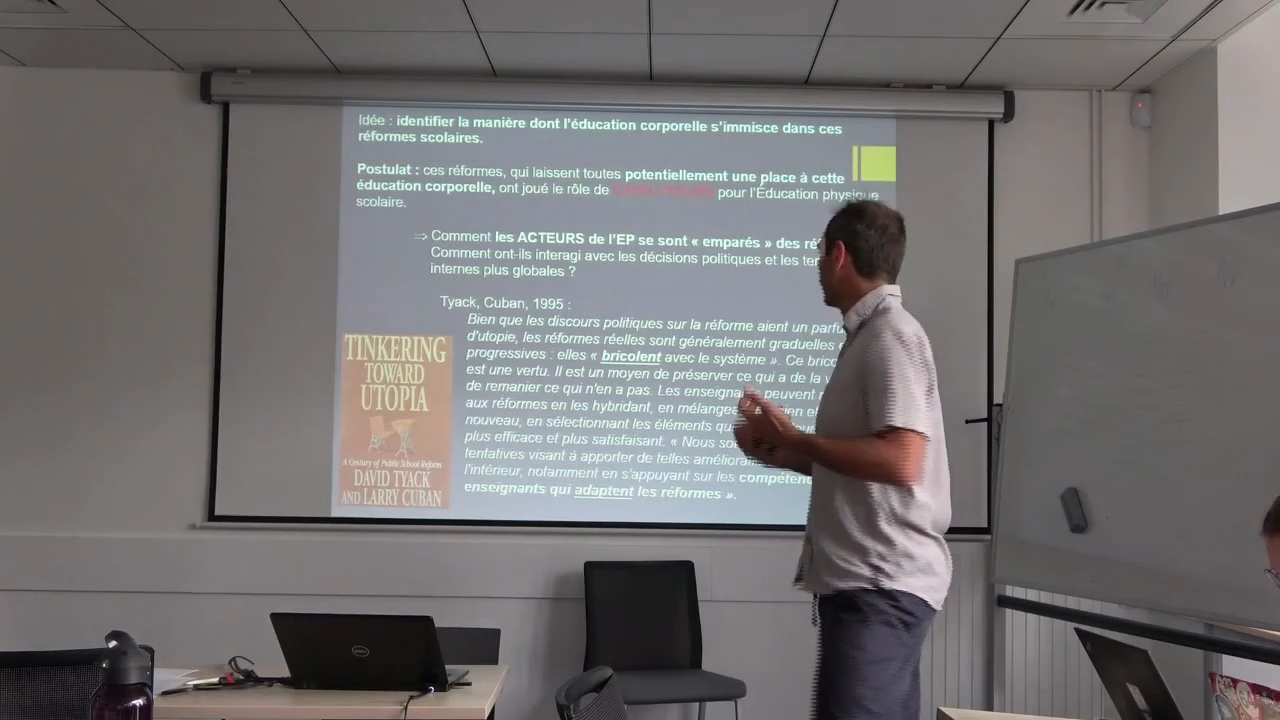 Idée : identifier la manière dont l'éducation corporelle s'immisce dans ces
réformes scolaires.
Postulat : ces réformes, qui laissent toutes potentiellement une place à cette
éducation corporelle, ont joué le rôle de pour l'Éducation physique
scolaire.
⇒ Comment les ACTEURS de l'EP se sont « emparés » des
Comment ont-ils interagi avec les décisions politiques et les
internes plus globales ?
Tyack, Cuban, 1995 :
Bien que les discours politiques sur la réforme aient un
d'utopie, les réformes réelles sont généralement graduelles
progressives : elles « bricolent avec le système ». Ce
est une vertu. Il est un moyen de préserver ce qui a de la
de remanier ce qui n'en a pas. Les peuvent
aux réformes en les hybridant, en
nouveau, en sélectionnant les éléments
plus efficace et plus satisfaisant. « Nous
tentatives visant à apporter de telles
l'intérieur, notamment en s'appuyant sur les
enseignants qui adaptent les réformes ».
TINKERING
TOWARD
UTOPIA
A Century of Public School Reform
DAVID TYACK
AND LARRY CUBAN
DELL